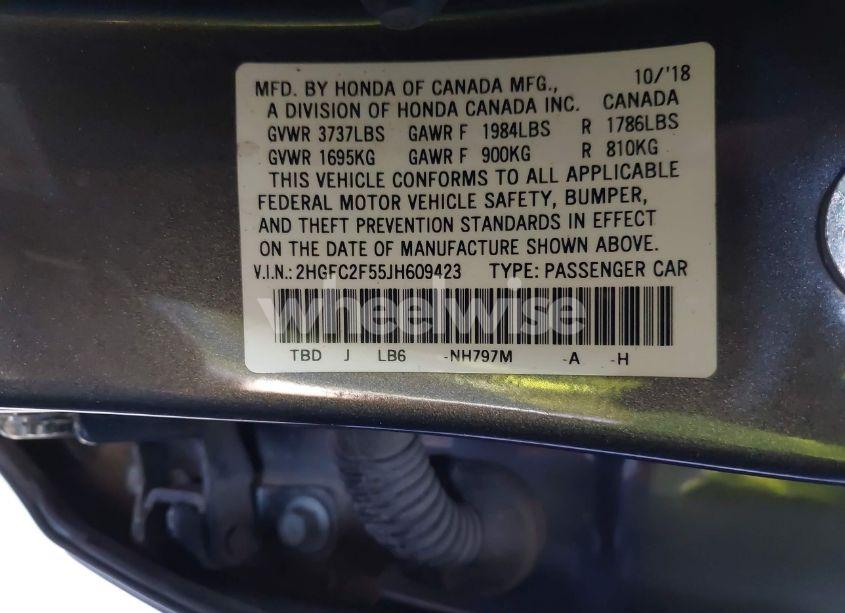 MFD. BY HONDA OF CANADA MFG., 10/'18
A DIVISION OF HONDA CANADA INC. CANADA
GVWR 3737LBS GAWR F 1984LBS R 1786LBS
GVWR 1695KG GAWR F 900KG R 810KG
THIS VEHICLE CONFORMS TO ALL APPLICABLE
FEDERAL MOTOR VEHICLE SAFETY, BUMPER,
AND THEFT PREVENTION STANDARDS IN EFFECT
ON THE DATE OF MANUFACTURE SHOWN ABOVE.
V.I.N.: 2HGFC2F55JH609423 TYPE: PASSENGER CAR
wheelwise
TBD J LB6 -NH797M -A -H